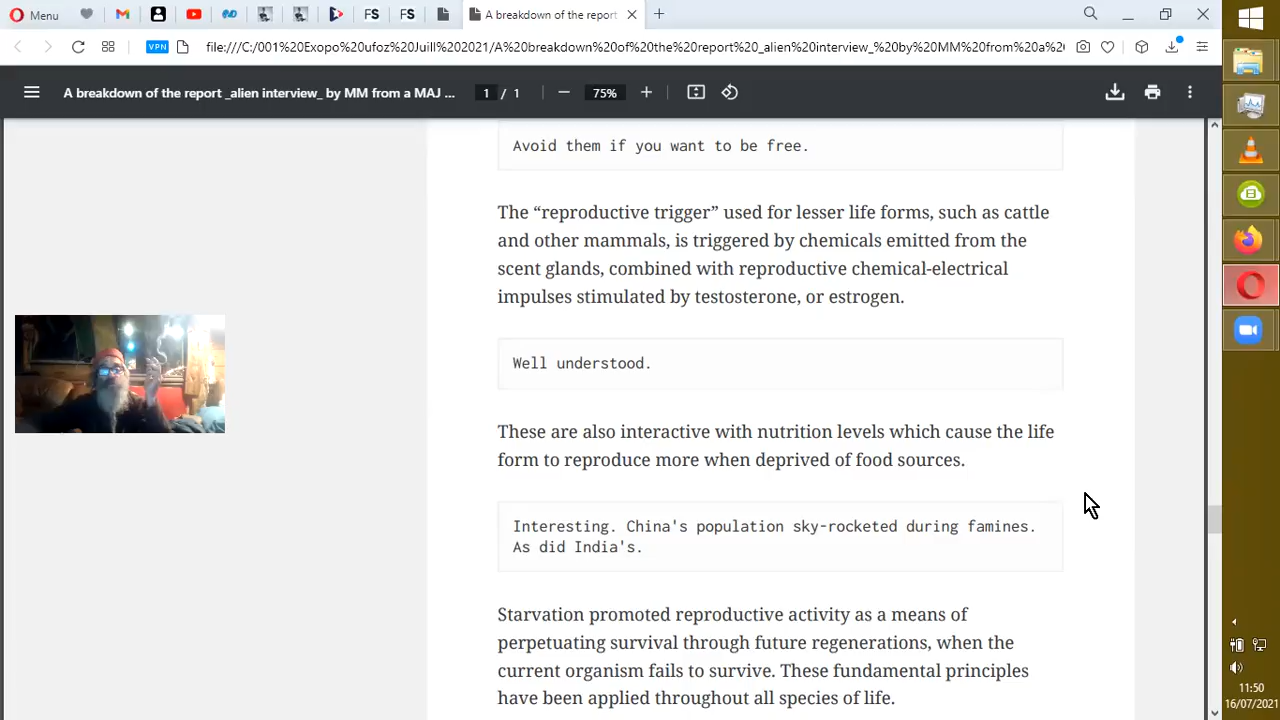 Menu
FS
FS
A breakdown of the report
VPN
file:///C:/001%20Exopo%20ufoz%20Juill%202021/A%20breakdown%20of%20the%20report%20_alien%20interview_%20by%20MM%20from%20a%20
A breakdown of the report _alien interview_ by MM from a MAJ ...
1 / 1
75%
Avoid them if you want to be free.
The “reproductive trigger” used for lesser life forms, such as cattle
and other mammals, is triggered by chemicals emitted from the
scent glands, combined with reproductive chemical-electrical
impulses stimulated by testosterone, or estrogen.
Well understood.
These are also interactive with nutrition levels which cause the life
form to reproduce more when deprived of food sources.
Interesting. China's population sky-rocketed during famines.
As did India's.
Starvation promoted reproductive activity as a means of
perpetuating survival through future regenerations, when the
current organism fails to survive. These fundamental principles
have been applied throughout all species of life.
11:50
16/07/2021